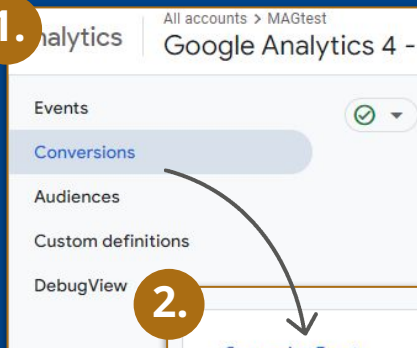 1.
nalytics
All accounts > MAGtest
Google Analytics 4 -
Events
Conversions
Audiences
Custom definitions
DebugView
2.